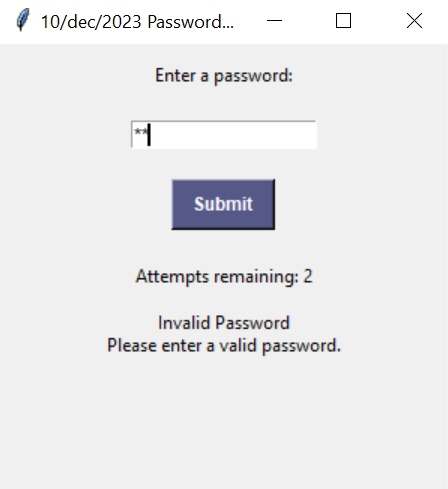 10/dec/2023 Password...
Enter a password:
**
Submit
Attempts remaining: 2
Invalid Password
Please enter a valid password.